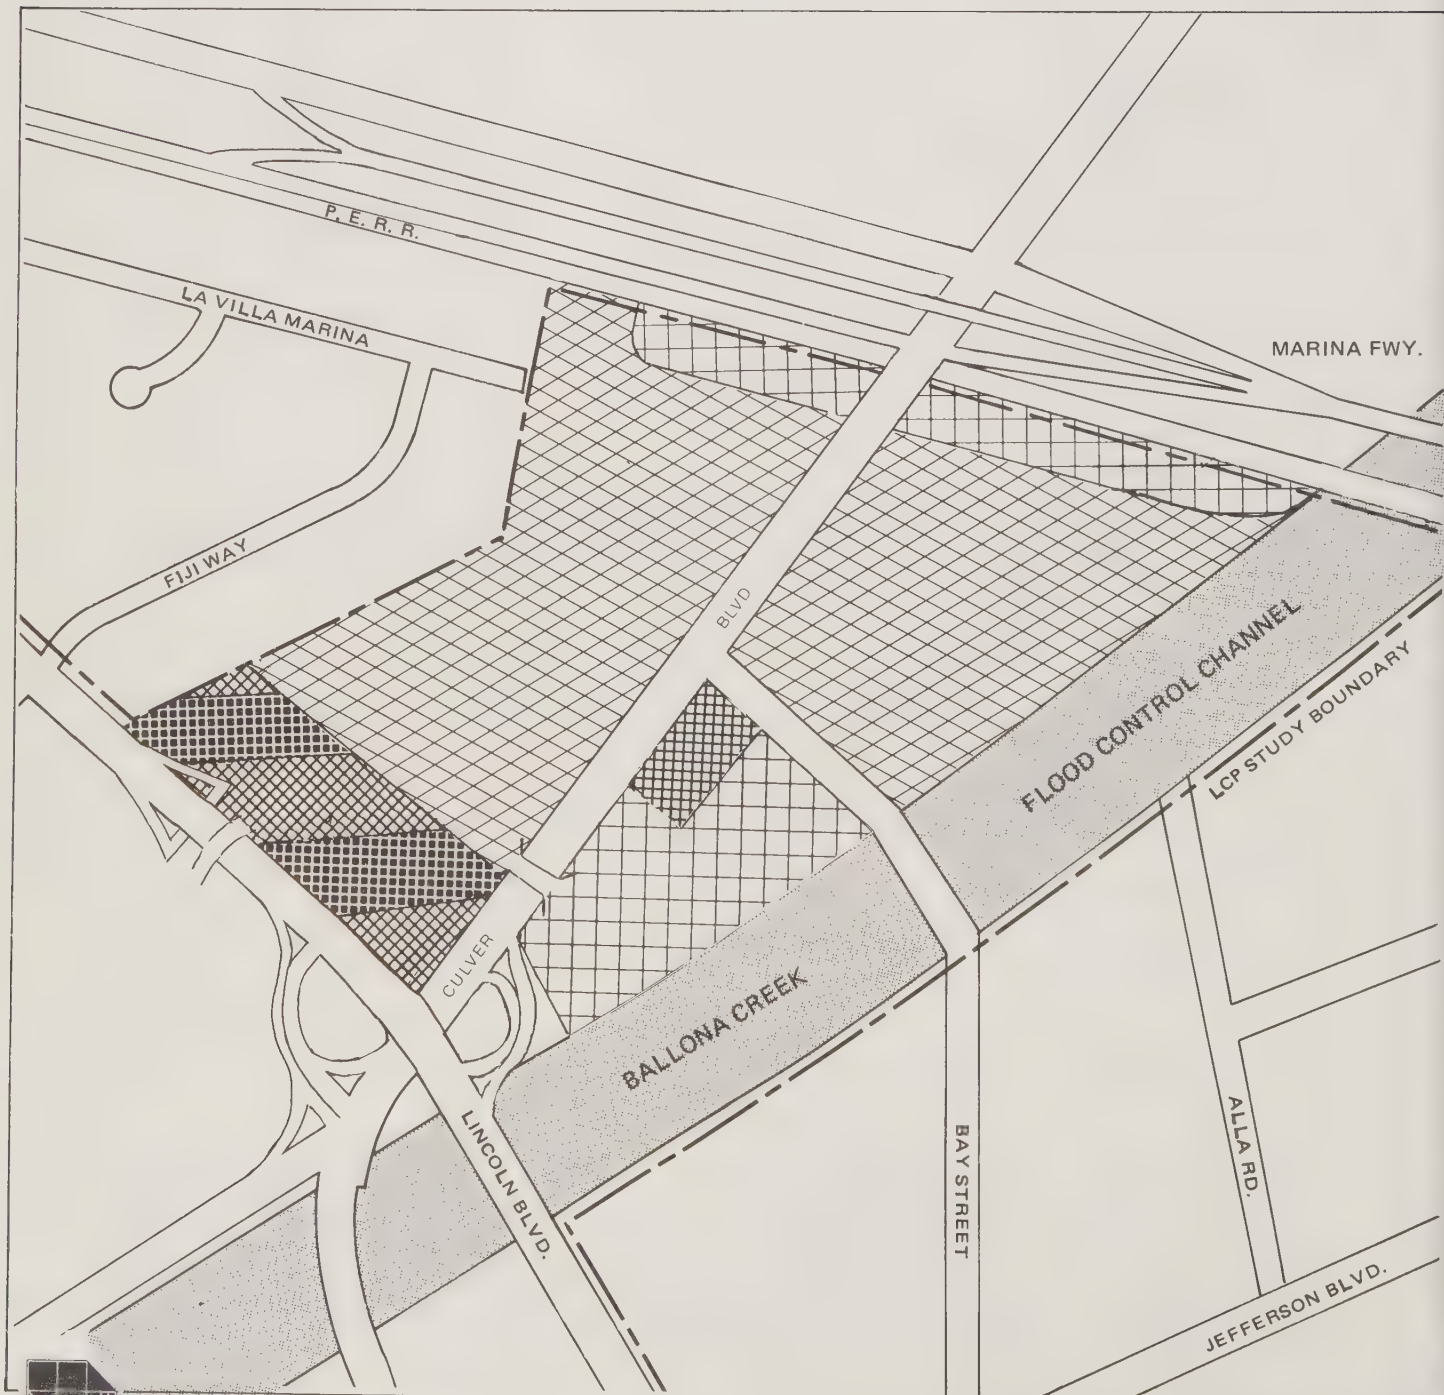 P. E. R. R.
LA VILLA MARINA
MARINA FWY.
FIJI WAY
BLVD
FLOOD CONTROL CHANNEL
LCP STUDY BOUNDARY
CULVER
BALLONA CREEK
LINCOLN BLVD.
BAY STREET
ALLA RD.
JEFFERSON BLVD.